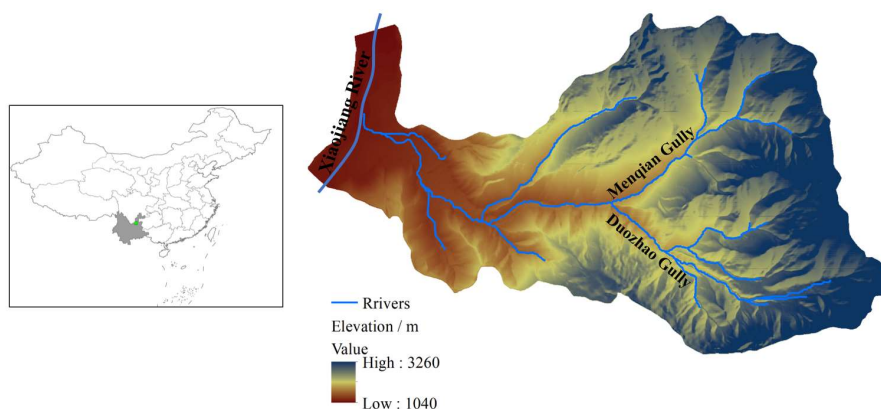 Xiaojiang River
Menqian Gully
Duozhao Gully
Rrivers
Elevation / m
Value
High : 3260
Low : 1040